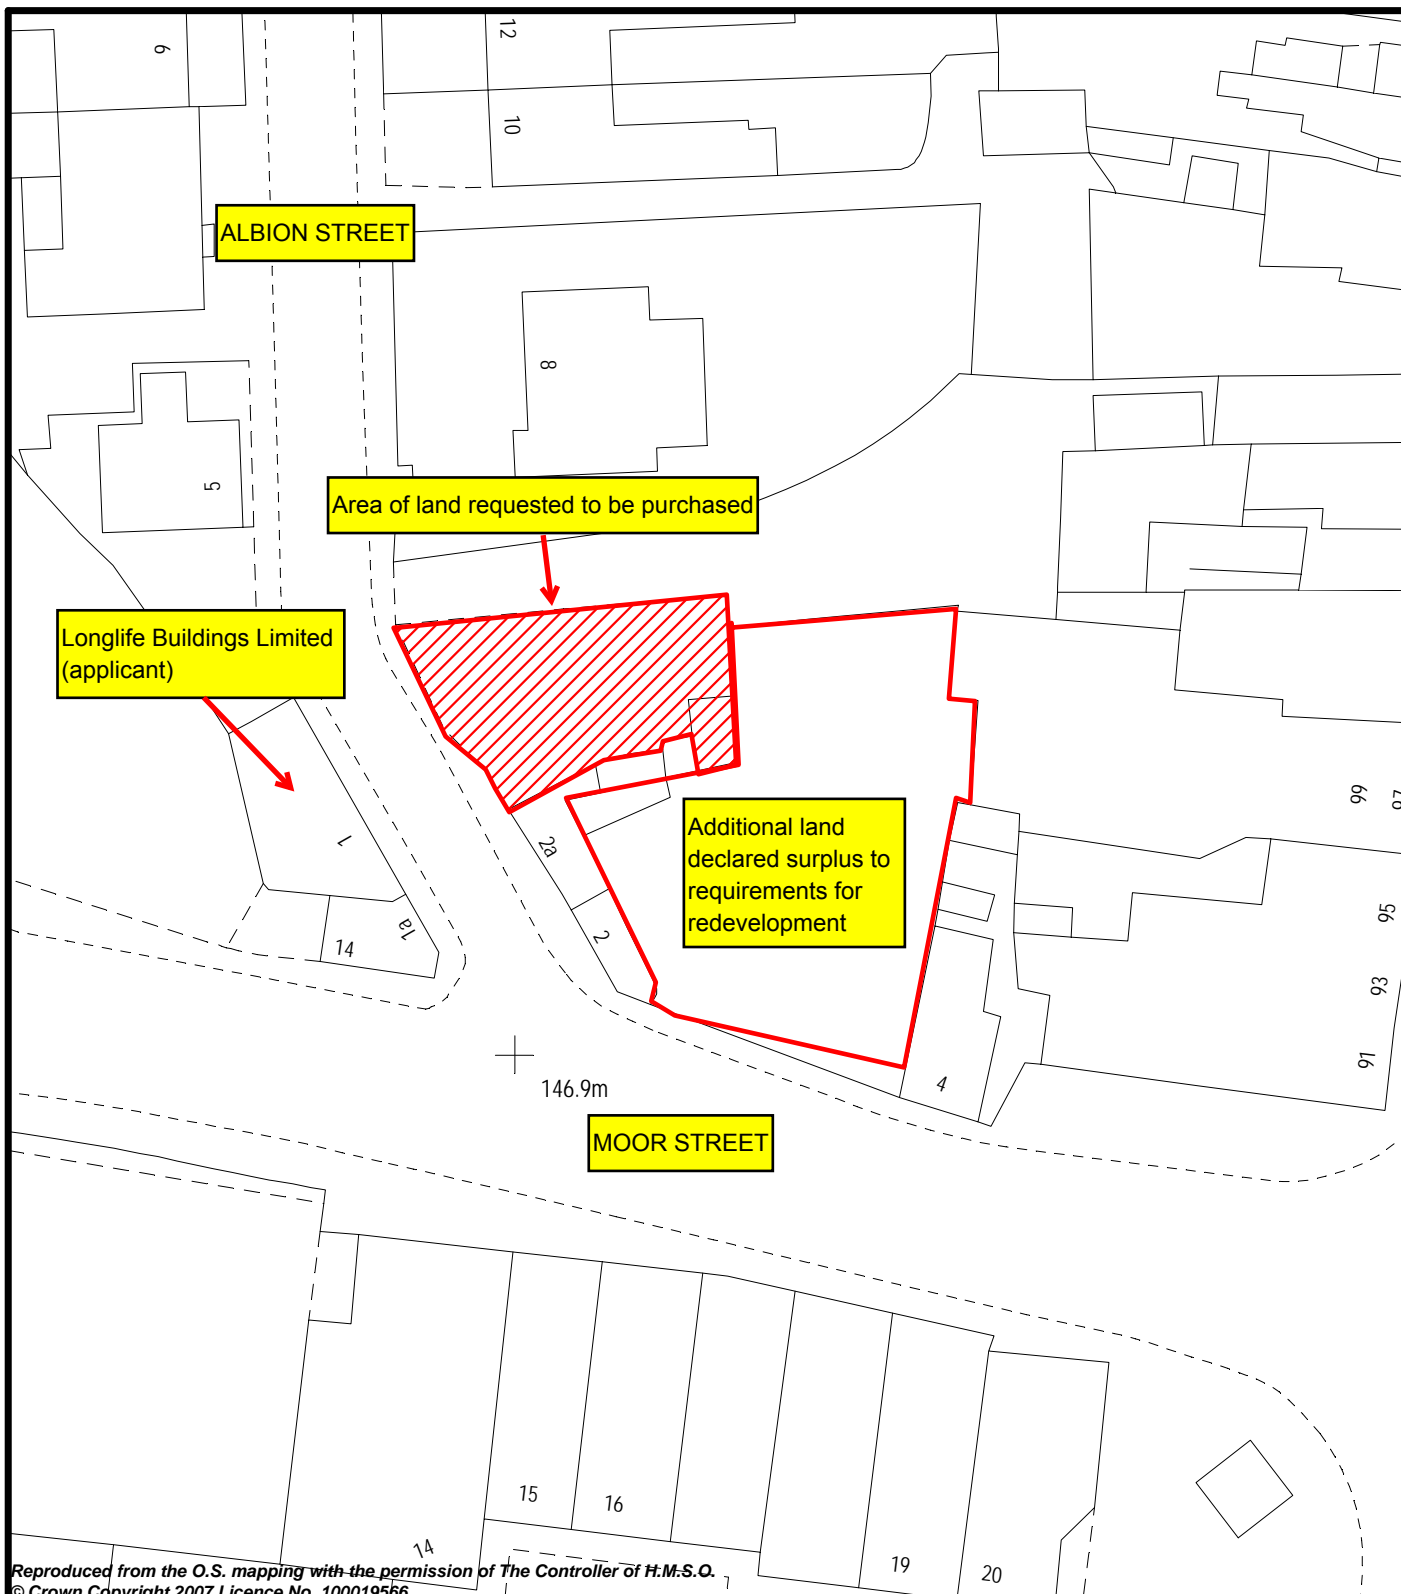 12
6
10
ALBION STREET
8
5
Area of land requested to be purchased
Longlife Buildings Limited
(applicant)
99
97
Additional land
declared surplus to
requirements for
redevelopment
1
2a
95
1a
14
2
93
91
4
146.9m
MOOR STREET
15
16
14
19
20
Reproduced from the O.S. mapping with the permission of The Controller of H.M.S.O.
© Crown Copyright 2007 Licence No. 100019566